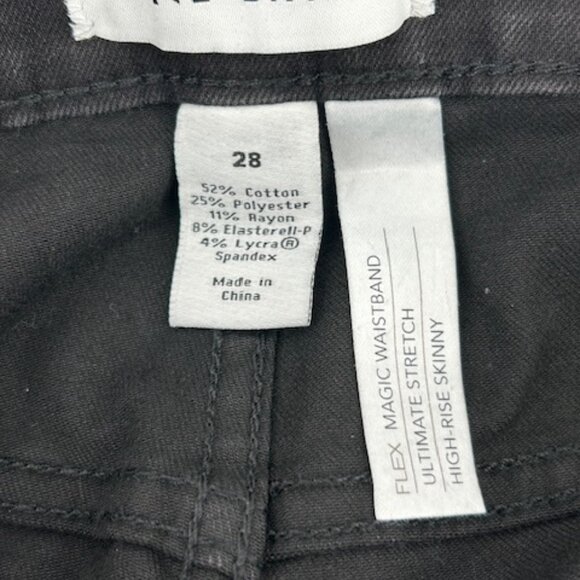 28
52% Cotton
25% Polyester
11% Rayon
8% Elasterell-P
4% Lycra®
Spandex
Made in
China
FLEX MAGIC WAISTBAND
ULTIMATE STRETCH
HIGH-RISE SKINNY